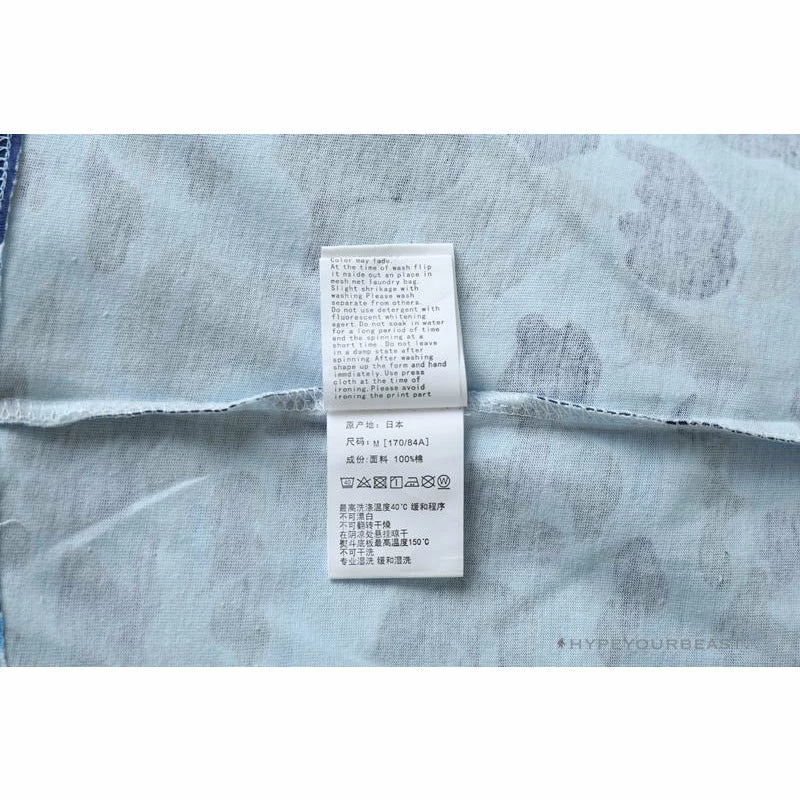 Color may fade.
At the time of wash flip
it nside out an place in
mesh net laundry bag.
Slight shrikage with
washing.Please wash
separate from others.
Do not use detergent with
fluorescent whitening
egert.Do not soak in water
for a long period of time
and the spinning at a
short time .Do not leave
in a damp state after
spinning.After washing
shape up the form and hand
immediately.Use press
cloth at the time of
ironing.Please avoid
ironing the print part
原产地: 日本
尺码: M [170/84A]
成份:面料 100%棉
最高洗涤温度40℃ 缓和程序
不可漂白
不可翻转干燥
在阴凉处悬挂晾干
熨斗底板最高温度150℃
不可干洗
专业湿洗 缓和湿洗
HYPEYOURBEAST